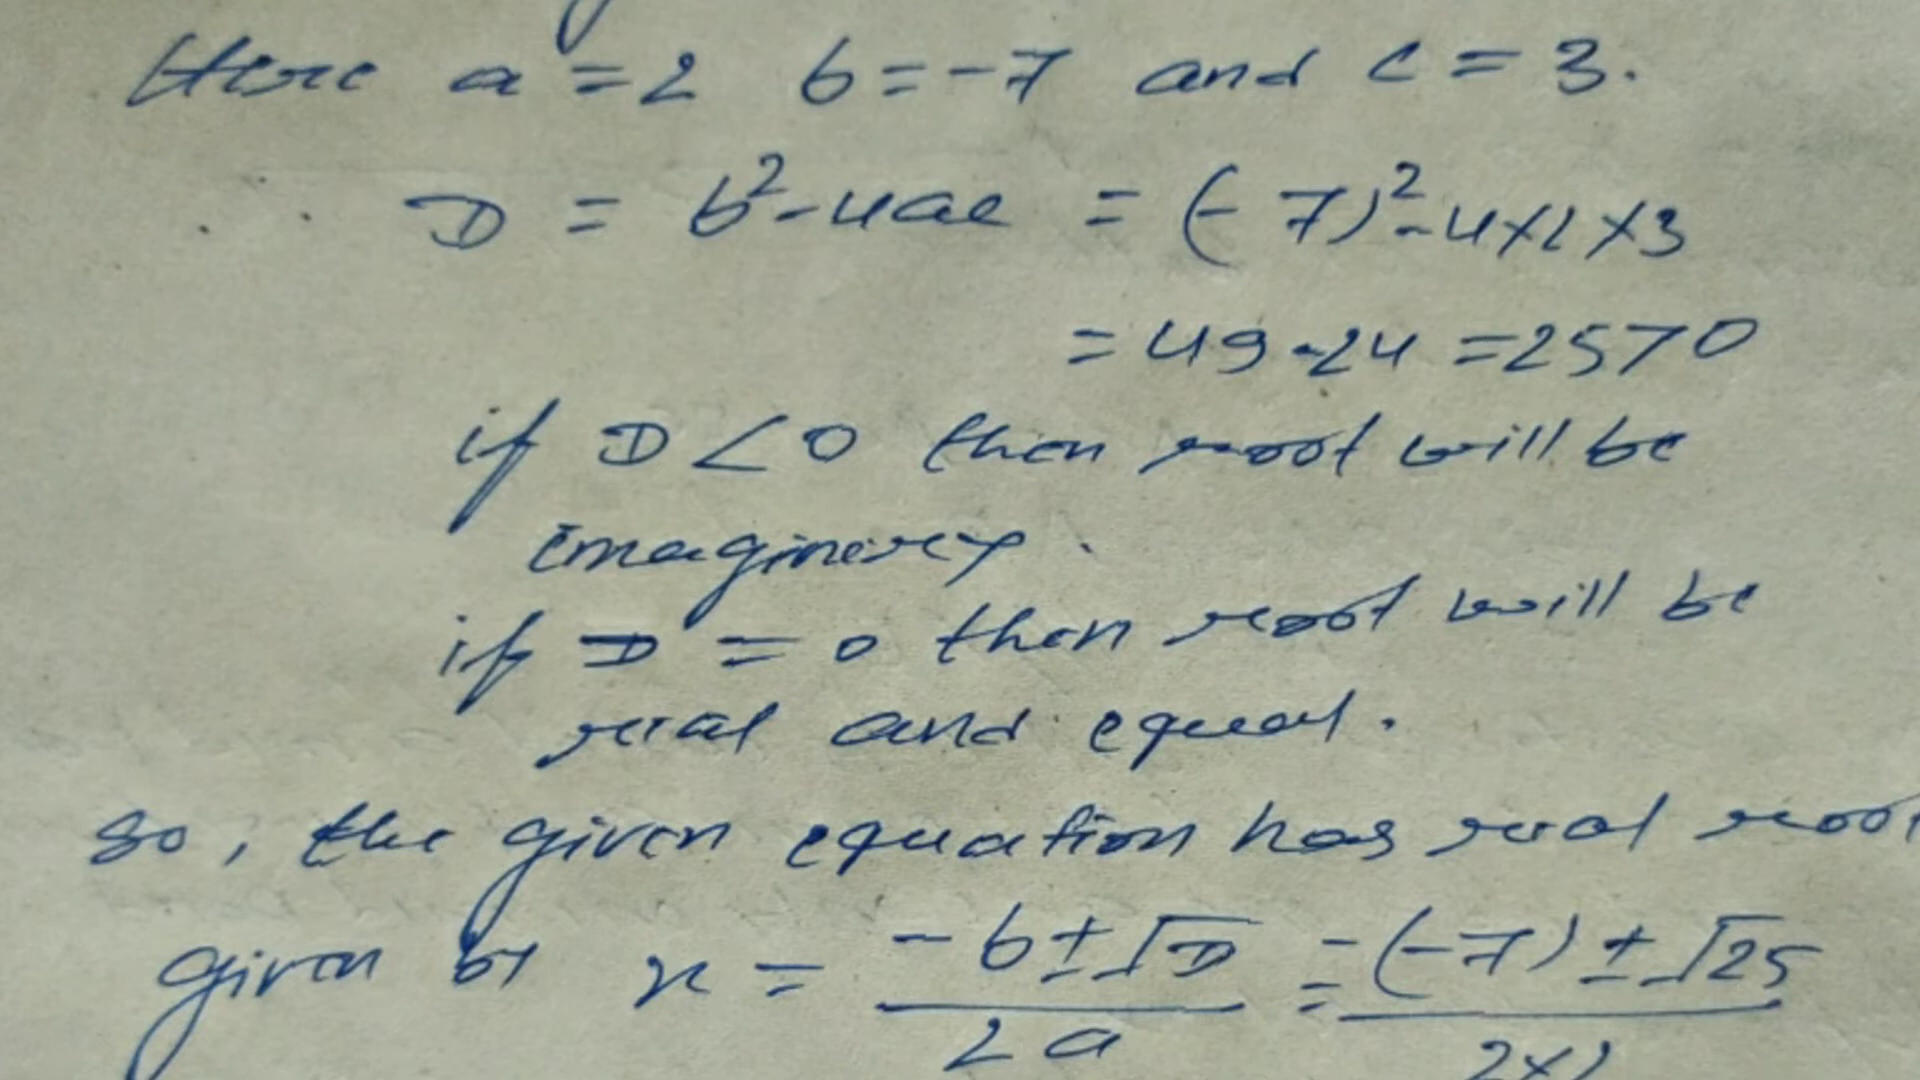 Here a = 2 b = -7 and c = 3.
D = b² - 4ac = (-7)² - 4×2×3
= 49 - 24 = 25 > 0
if D < 0 then root will be
imaginery.
if D = 0 then root will be
real and equal.
So, the given equation has real root
given by x = -b ± √D / 2a = -(-7) ± √25 / 2×2